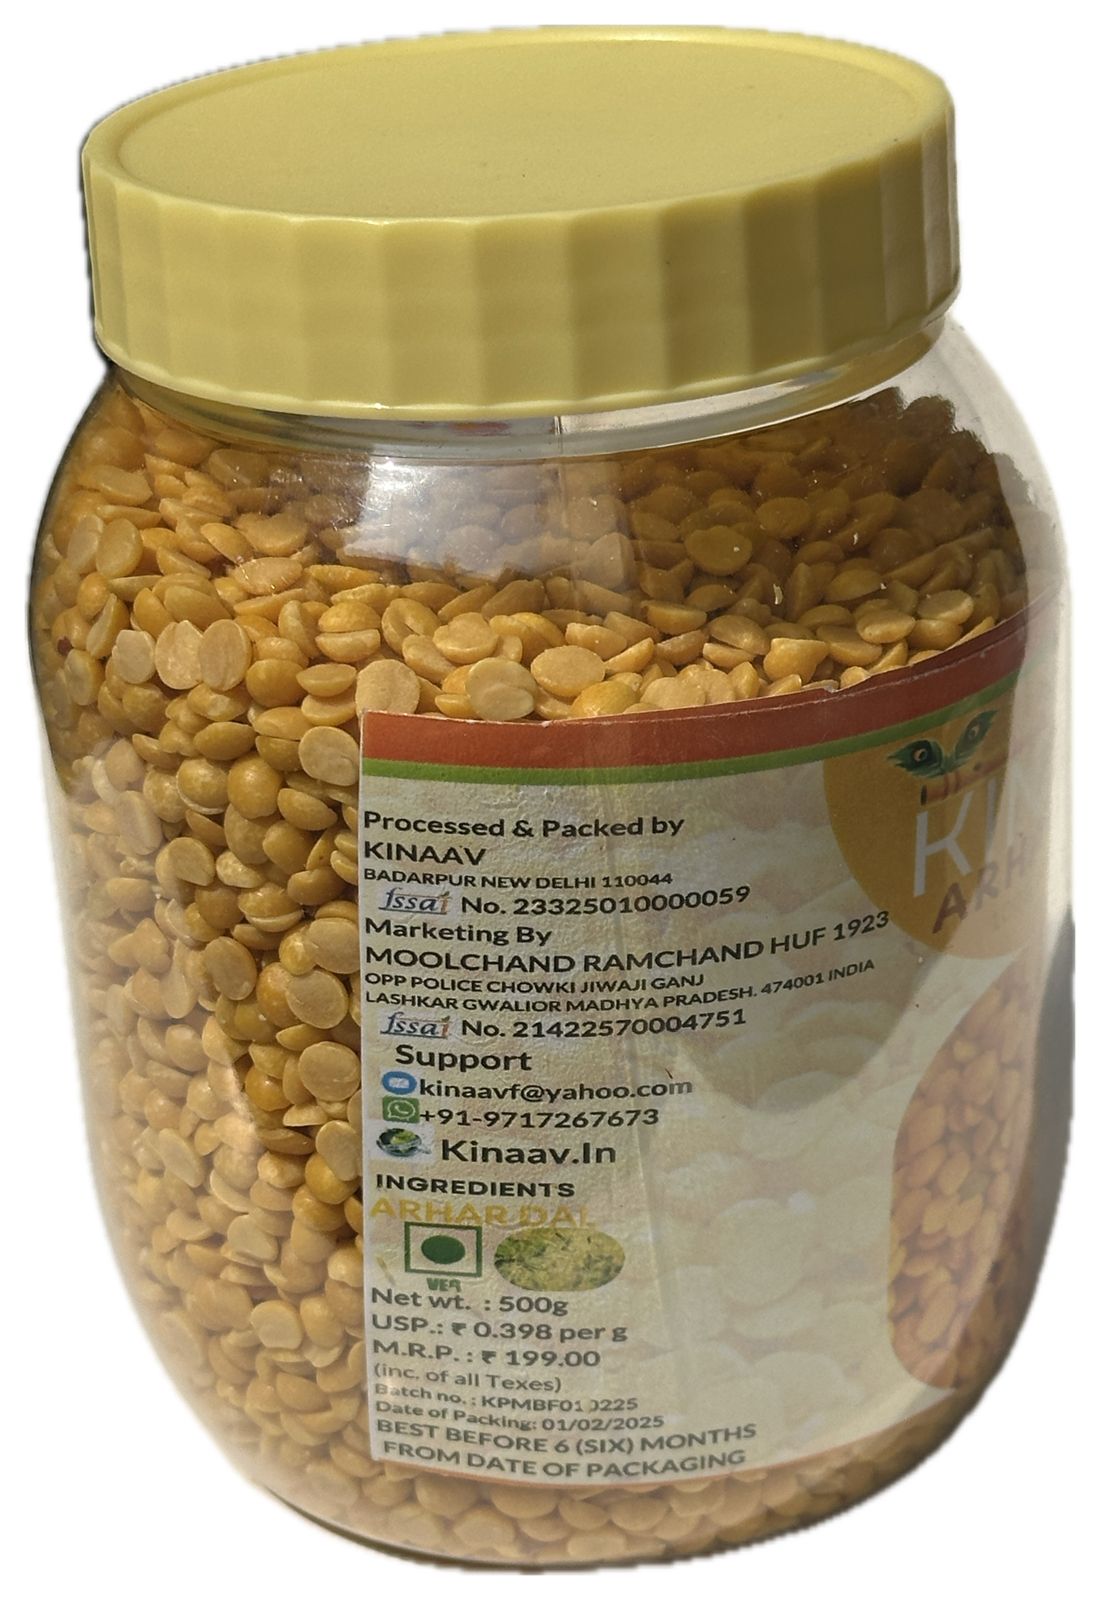 Processed & Packed by
KINAAV
BADARPUR NEW DELHI 110044
fssai No. 23325010000059
Marketing By
MOOLCHAND RAMCHAND HUF 1923
OPP POLICE CHOWKI JIWAJI GANJ
LASHKAR GWALIOR MADHYA PRADESH. 474001 INDIA
fssai No. 21422570004751
Support
kinaavf@yahoo.com
+91-9717267673
Kinaav.In
INGREDIENTS
ARHAR DAL
VEG
Net wt. : 500g
USP.: ₹ 0.398 per g
M.R.P. : ₹ 199.00
(inc. of all Texes)
Batch no. :
Date of Packing: 01/02/2025
BEST BEFORE 6 (SIX) MONTHS
FROM DATE OF PACKAGING